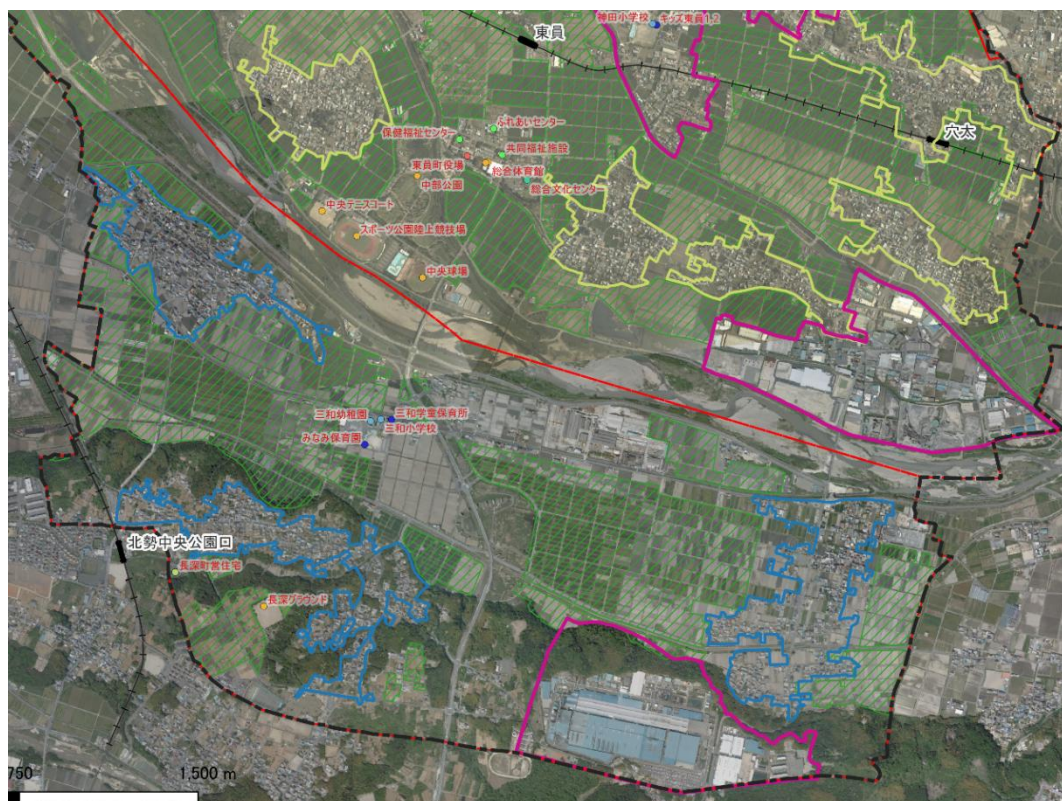 神田小学校
キッズ東員1,2
東員
ふれあいセンター
保健福祉センター
穴太
共同福祉施設
東員町役場
総合体育館
中部公園
総合文化センター
中央テニスコート
スポーツ公園陸上競技場
中央球場
三和幼稚園
三和学童保育所
三和小学校
みなみ保育園
北勢中央公園口
長深町営住宅
長深グラウンド
750
1,500 m